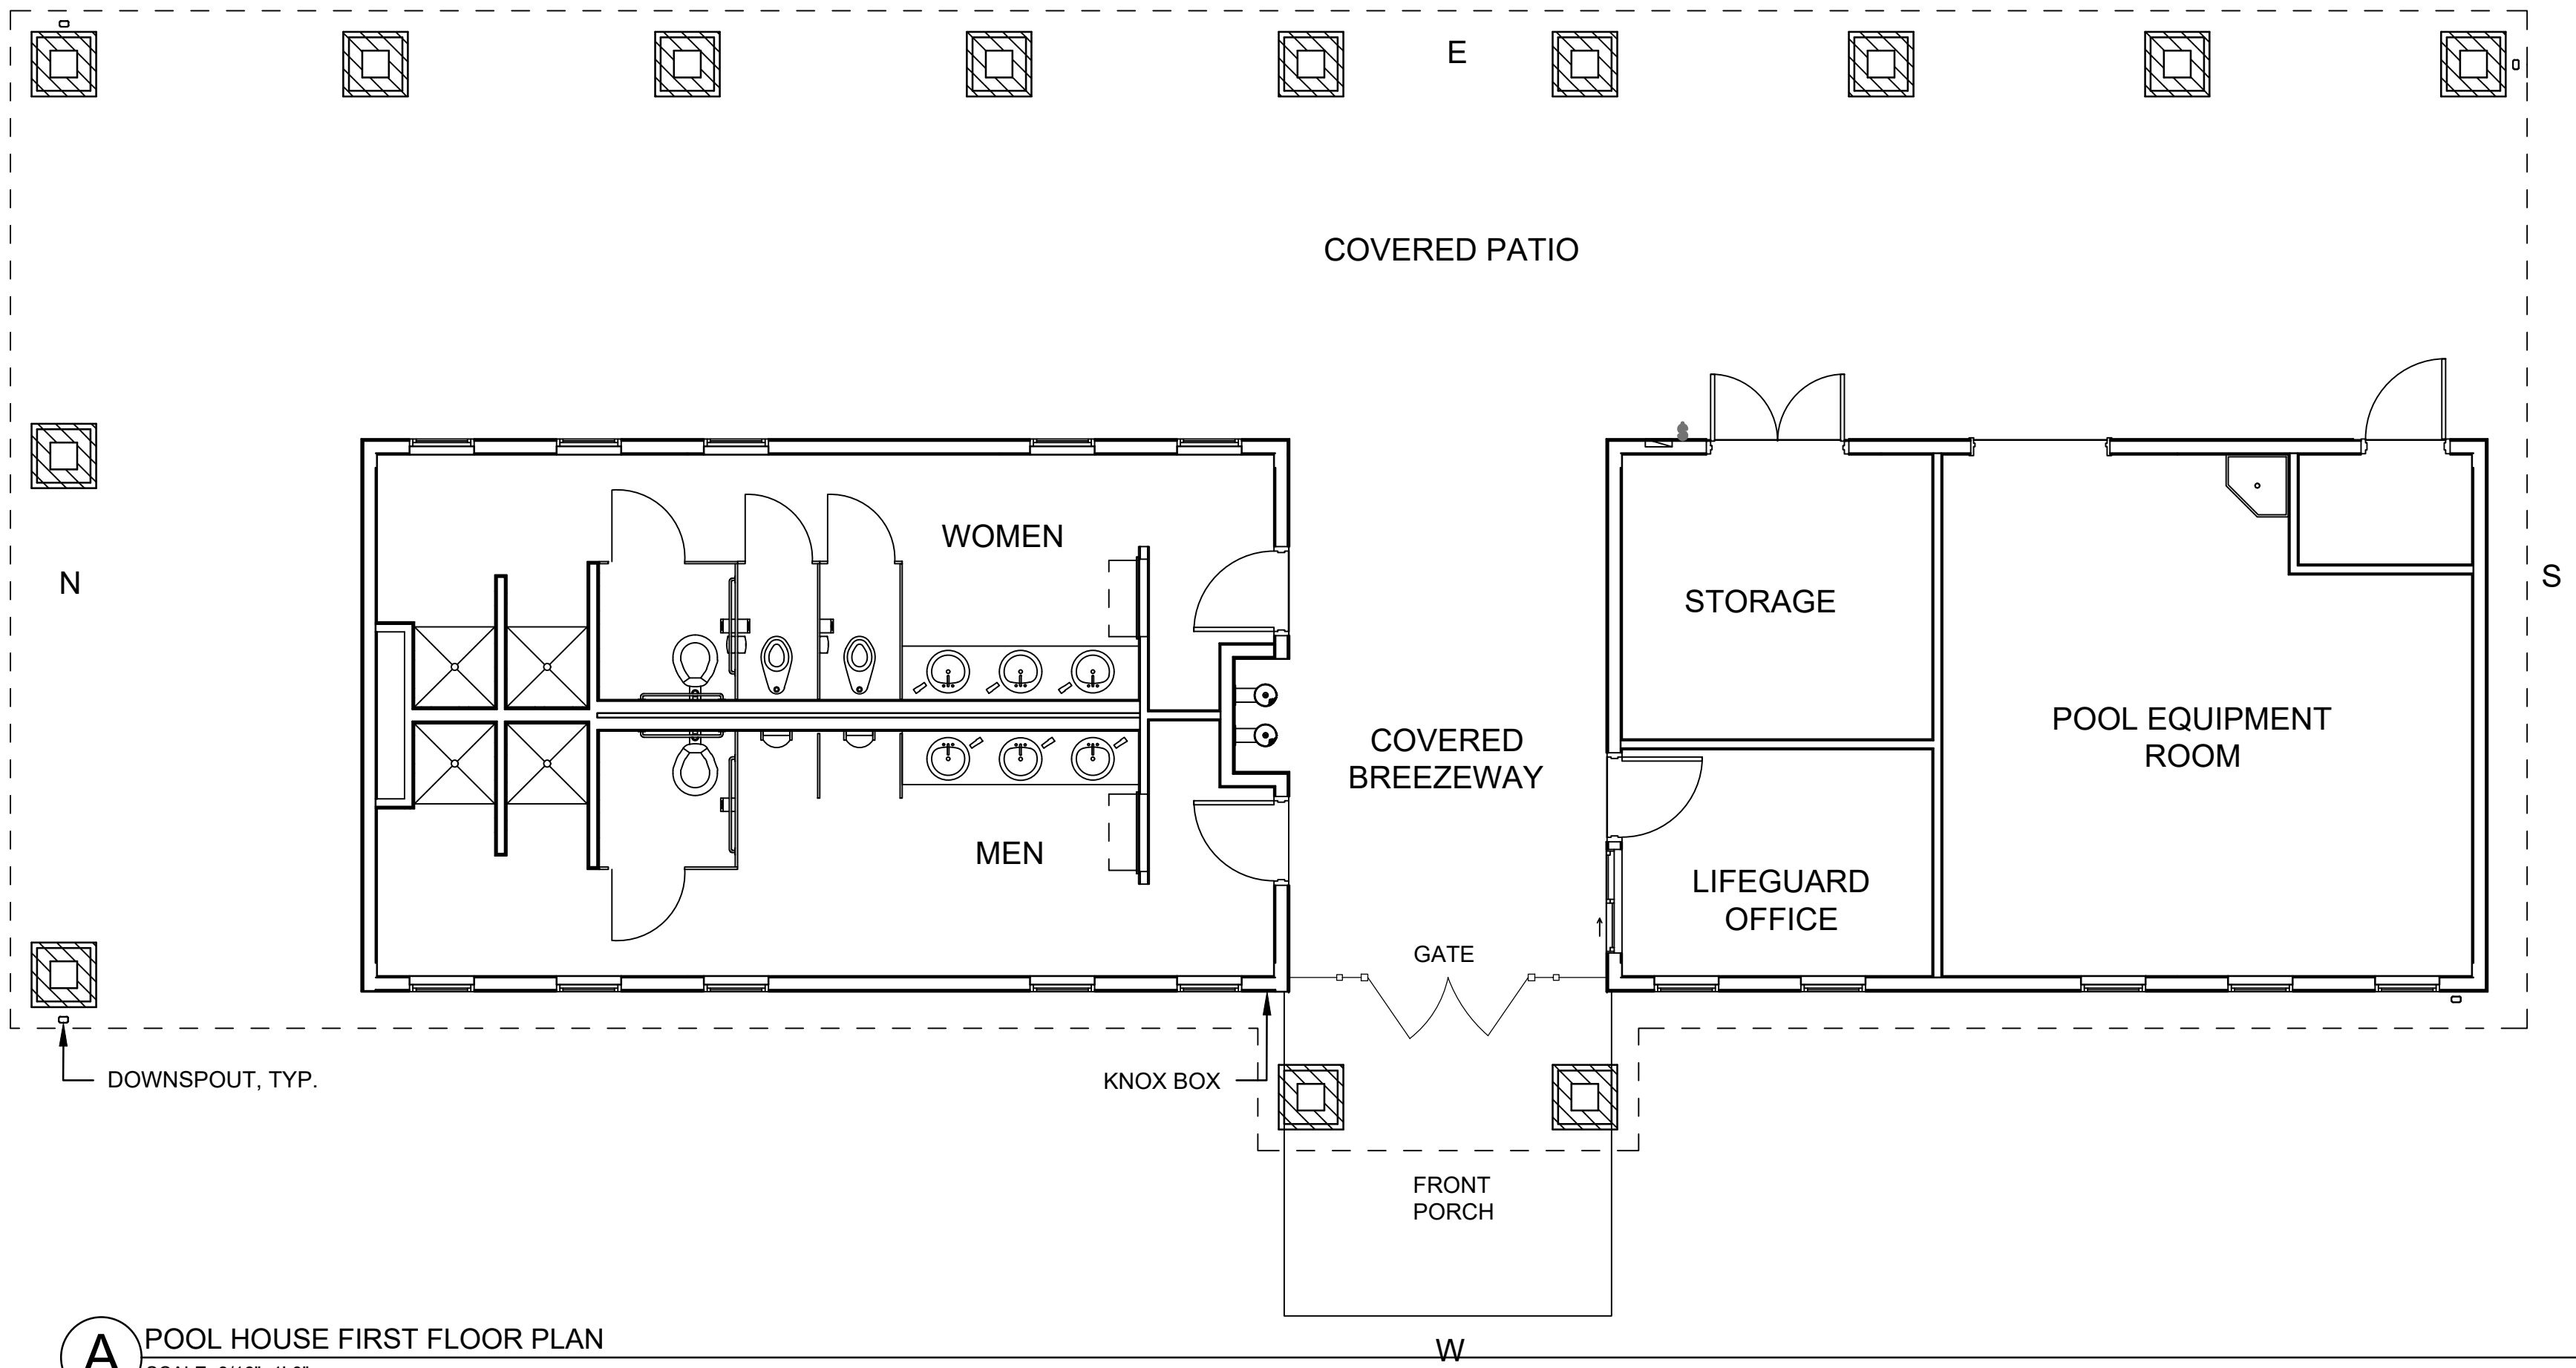 E
COVERED PATIO
WOMEN
N
S
STORAGE
POOL EQUIPMENT
ROOM
COVERED
BREEZEWAY
MEN
LIFEGUARD
OFFICE
GATE
DOWNSPOUT, TYP.
KNOX BOX
FRONT
PORCH
W
A
POOL HOUSE FIRST FLOOR PLAN